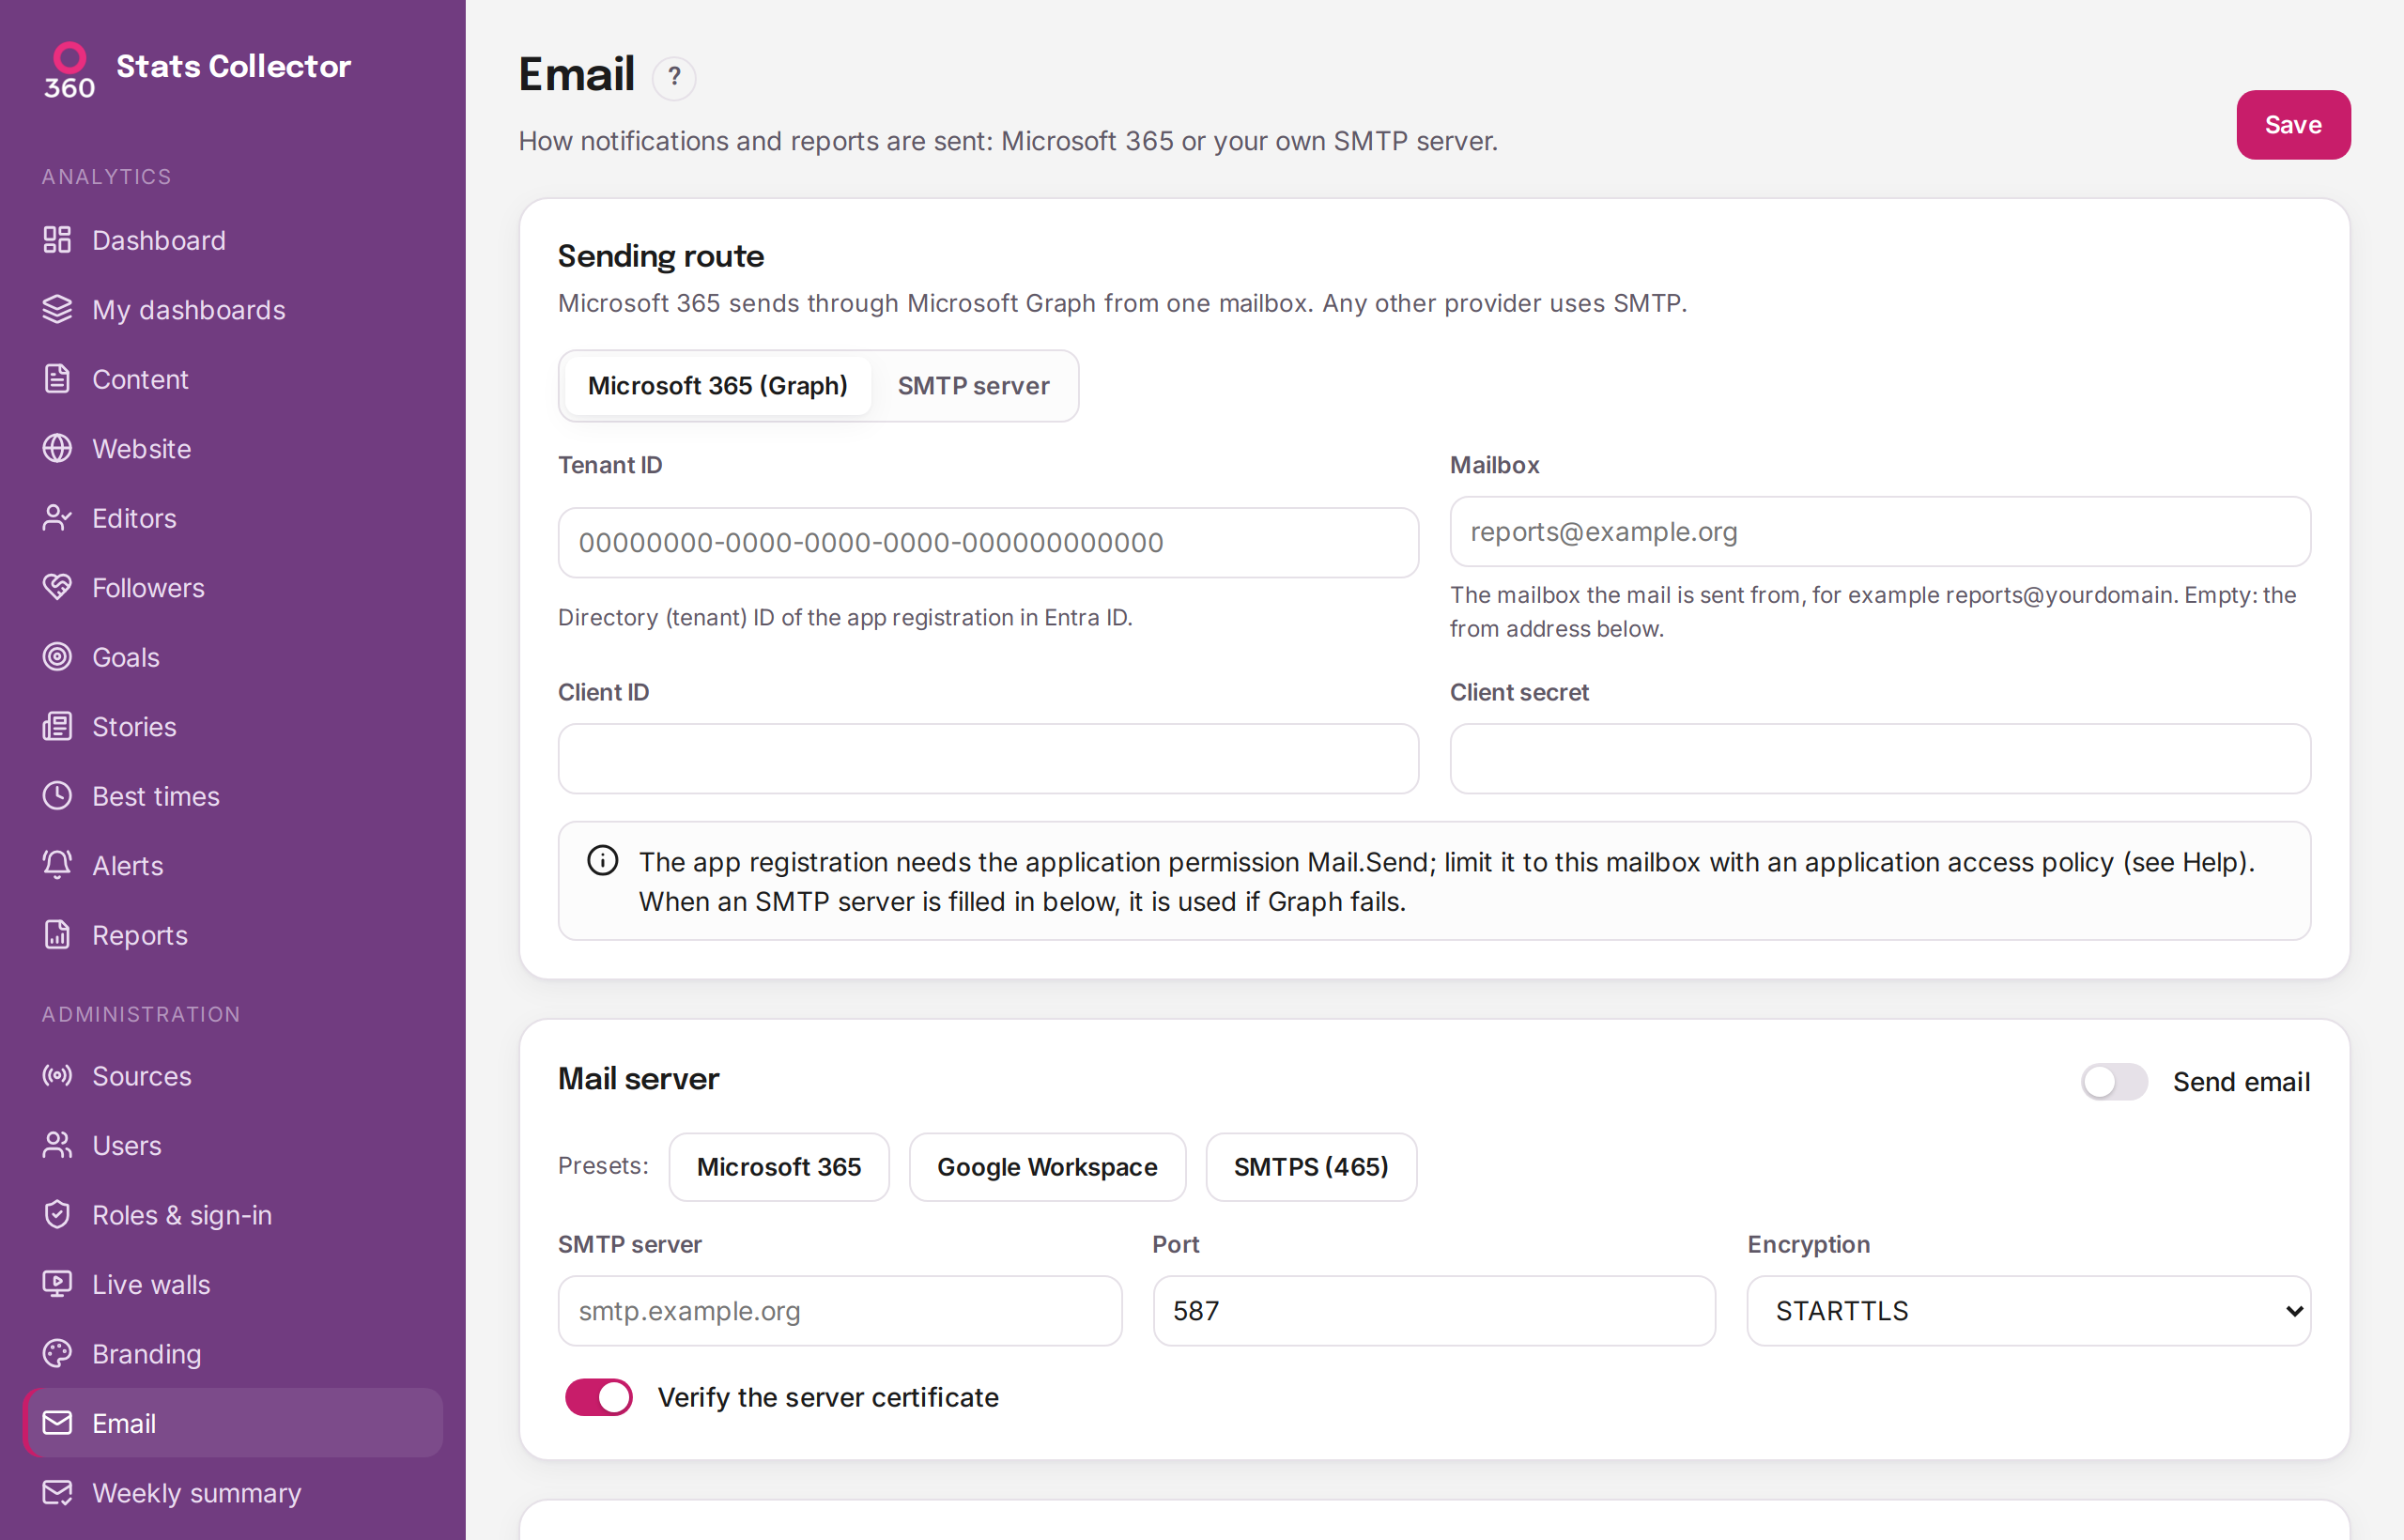 360
Stats Collector
ANALYTICS
Dashboard
My dashboards
Content
Website
Editors
Followers
Goals
Stories
Best times
Alerts
Reports
ADMINISTRATION
Sources
Users
Roles & sign-in
Live walls
Branding
Email
Weekly summary
Email ?
How notifications and reports are sent: Microsoft 365 or your own SMTP server.
Save
Sending route
Microsoft 365 sends through Microsoft Graph from one mailbox. Any other provider uses SMTP.
Microsoft 365 (Graph) SMTP server
Tenant ID
00000000-0000-0000-0000-000000000000
Directory (tenant) ID of the app registration in Entra ID.
Mailbox
reports@example.org
The mailbox the mail is sent from, for example reports@yourdomain. Empty: the
from address below.
Client ID
Client secret
The app registration needs the application permission Mail.Send; limit it to this mailbox with an application access policy (see Help).
When an SMTP server is filled in below, it is used if Graph fails.
Mail server
Send email
Presets: Microsoft 365 Google Workspace SMTPS (465)
SMTP server
smtp.example.org
Port
587
Encryption
STARTTLS
Verify the server certificate